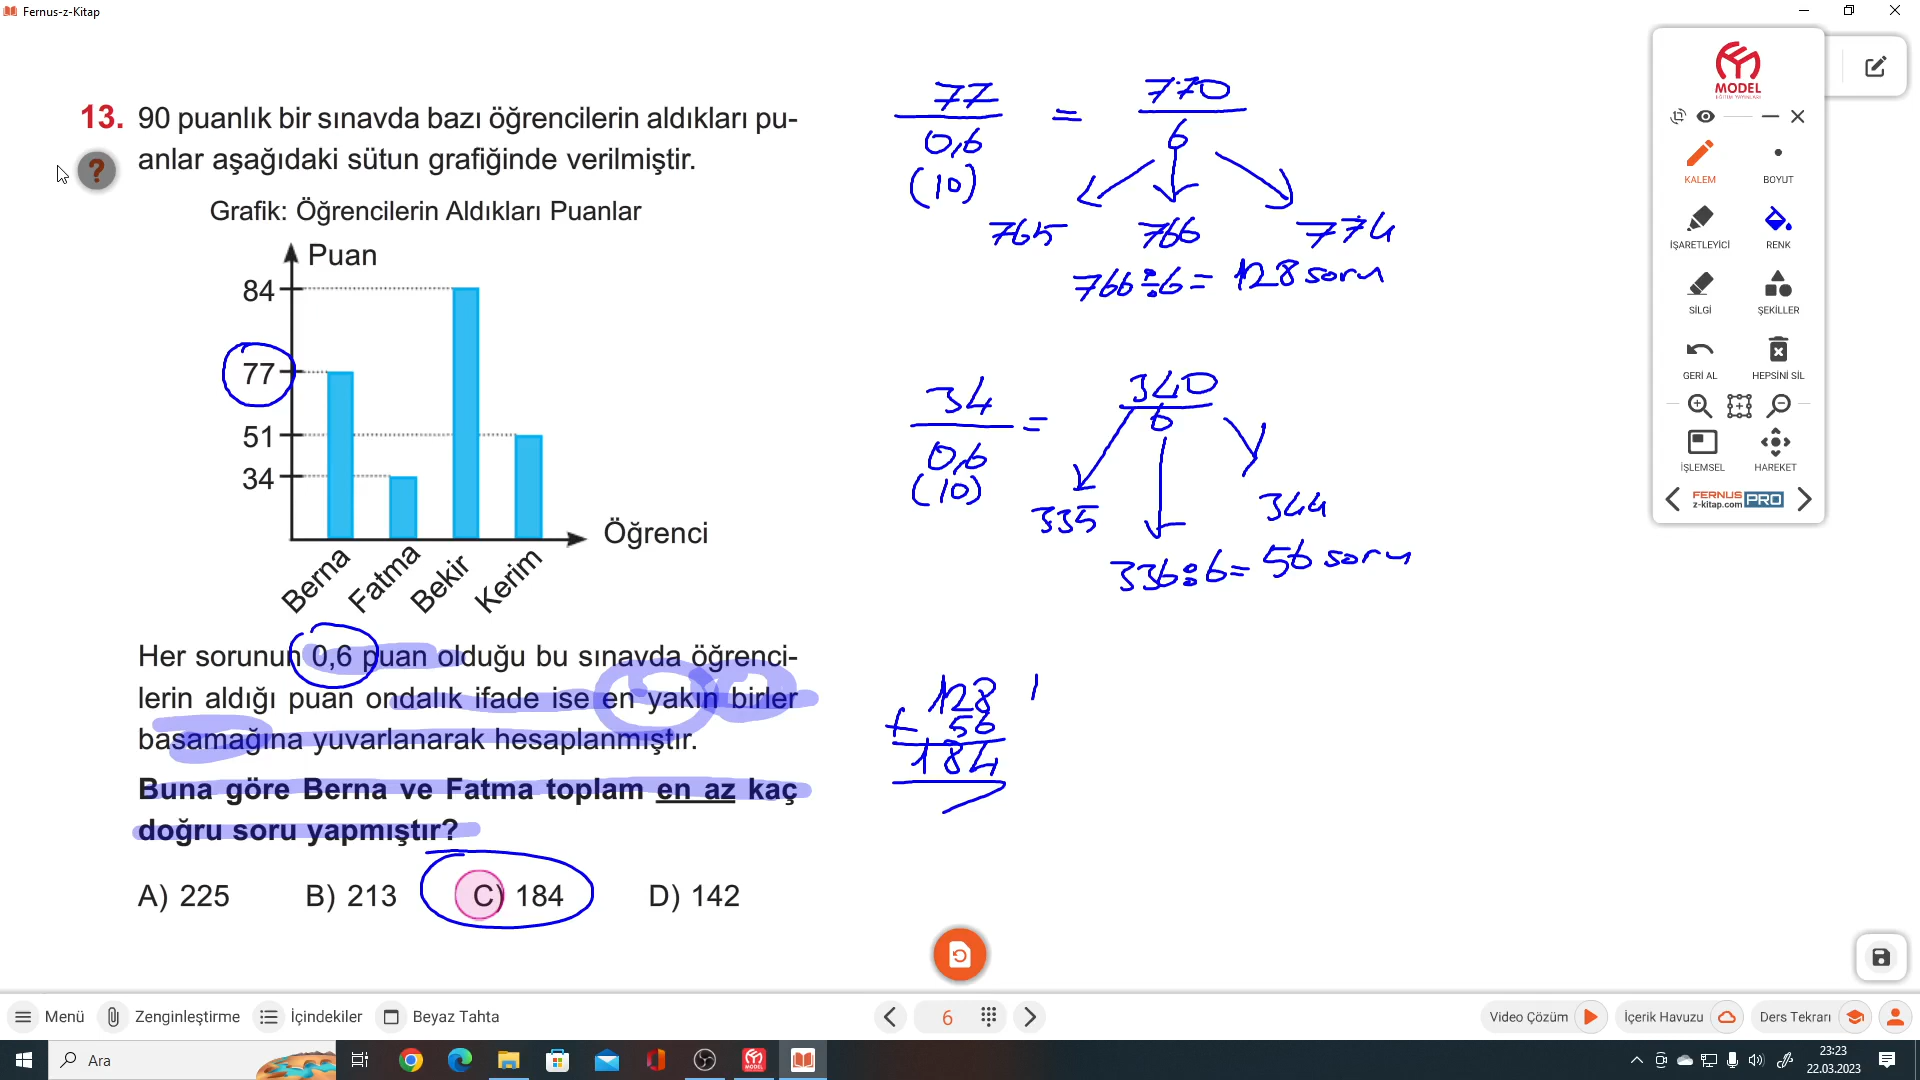 Fernus-z-Kitap
13. 90 puanlık bir sınavda bazı öğrencilerin aldıkları pu-
anlar aşağıdaki sütun grafiğinde verilmiştir.
Grafik: Öğrencilerin Aldıkları Puanlar
Puan
84
77
51
34
Öğrenci
Berna
Fatma
Bekir
Kerim
Her sorunun 0,6 puan olduğu bu sınavda öğrenci-
lerin aldığı puan ondalık ifade ise en yakın birler
basamağına yuvarlanarak hesaplanmıştır.
Buna göre Berna ve Fatma toplam en az kaç
doğru soru yapmıştır?
A) 225 B) 213 C) 184 D) 142
77 = 770
0,6 6
(10)
765 766 774
766÷6= 128 soru
34 = 340
0,6 6
(10)
335 344
336:6= 56 soru
128
+ 56
184
MODEL
EĞİTİM YAYINLARI
KALEM BOYUT
İŞARETLEYİCİ RENK
SİLGİ ŞEKİLLER
GERİ AL HEPSİNİ SİL
İŞLEMSEL HAREKET
FERNUS PRO
z-kitap.com
Menü Zenginleştirme İçindekiler Beyaz Tahta 6 Video Çözüm İçerik Havuzu Ders Tekrarı
Ara
23:23
22.03.2023